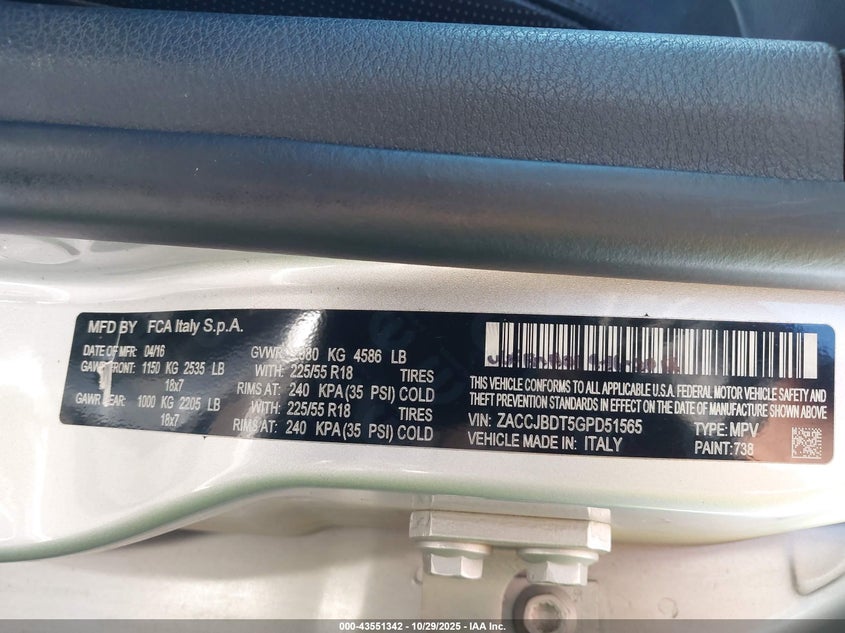 MFD BY FCA Italy S.p.A.
DATE OF MFR: 04/16 GVWR: 2080 KG 4586 LB
GAWR FRONT: 1150 KG 2535 LB WITH: 225/55 R18 TIRES
18x7 RIMS AT: 240 KPA (35 PSI) COLD
GAWR REAR: 1000 KG 2205 LB WITH: 225/55 R18 TIRES
18x7 RIMS AT: 240 KPA (35 PSI) COLD
THIS VEHICLE CONFORMS TO ALL APPLICABLE U.S.A. FEDERAL MOTOR VEHICLE SAFETY AND
THEFT PREVENTION STANDARDS IN EFFECT ON THE DATE OF MANUFACTURE SHOWN ABOVE
VIN: ZACCJBDT5GPD51565 TYPE: MPV
VEHICLE MADE IN: ITALY PAINT: 738
000-43551342 | 10/29/2025 - IAA Inc.